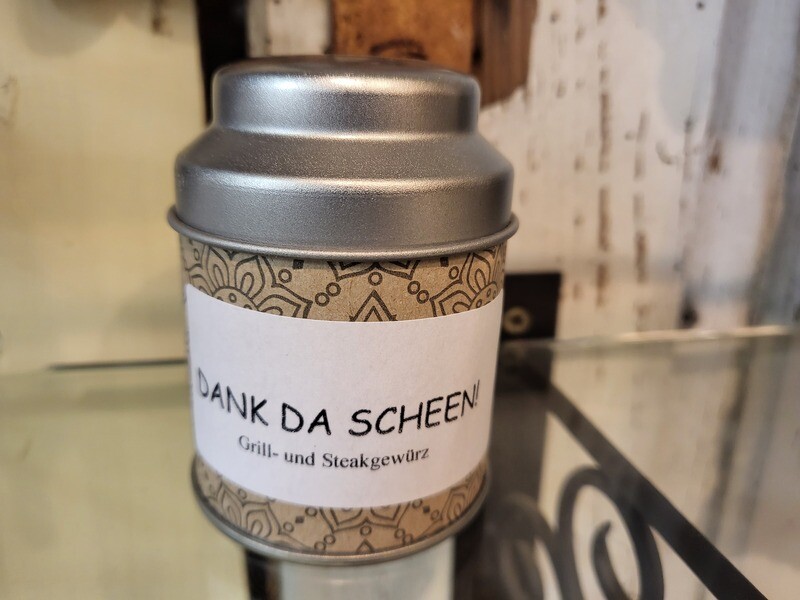 DANK DA SCHEEN!
Grill- und Steakgewürz